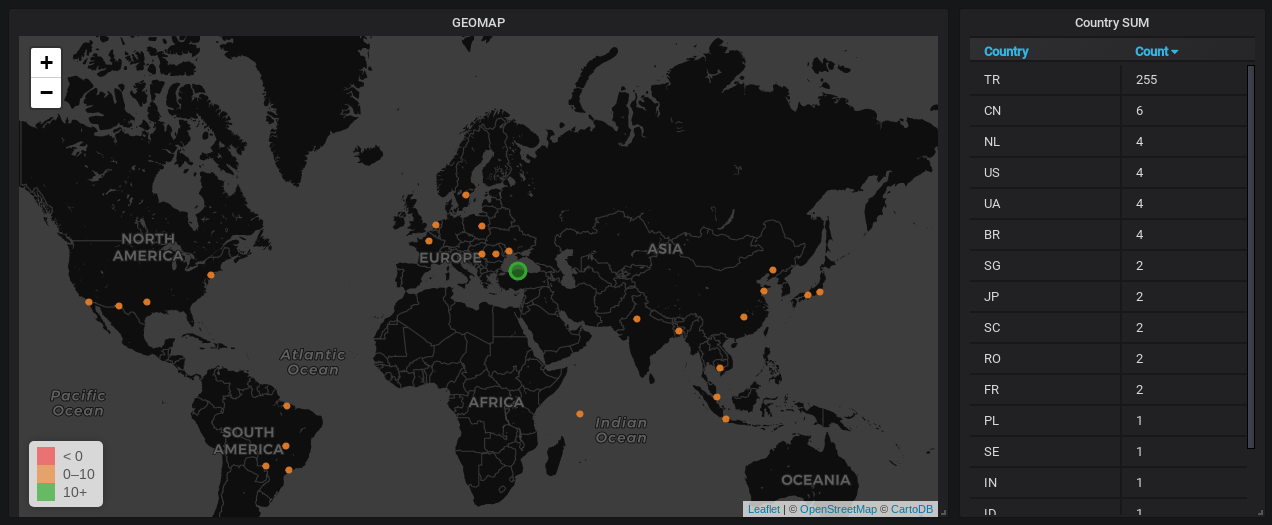 GEOMAP
+
−
NORTH
AMERICA
EUROPE
ASIA
Atlantic
Ocean
Pacific
Ocean
AFRICA
Indian
Ocean
SOUTH
AMERICA
OCEANIA
< 0
0–10
10+
Leaflet | © OpenStreetMap © CartoDB
Country SUM
Country Count
TR 255
CN 6
NL 4
US 4
UA 4
BR 4
SG 2
JP 2
SC 2
RO 2
FR 2
PL 1
SE 1
IN 1
ID 1